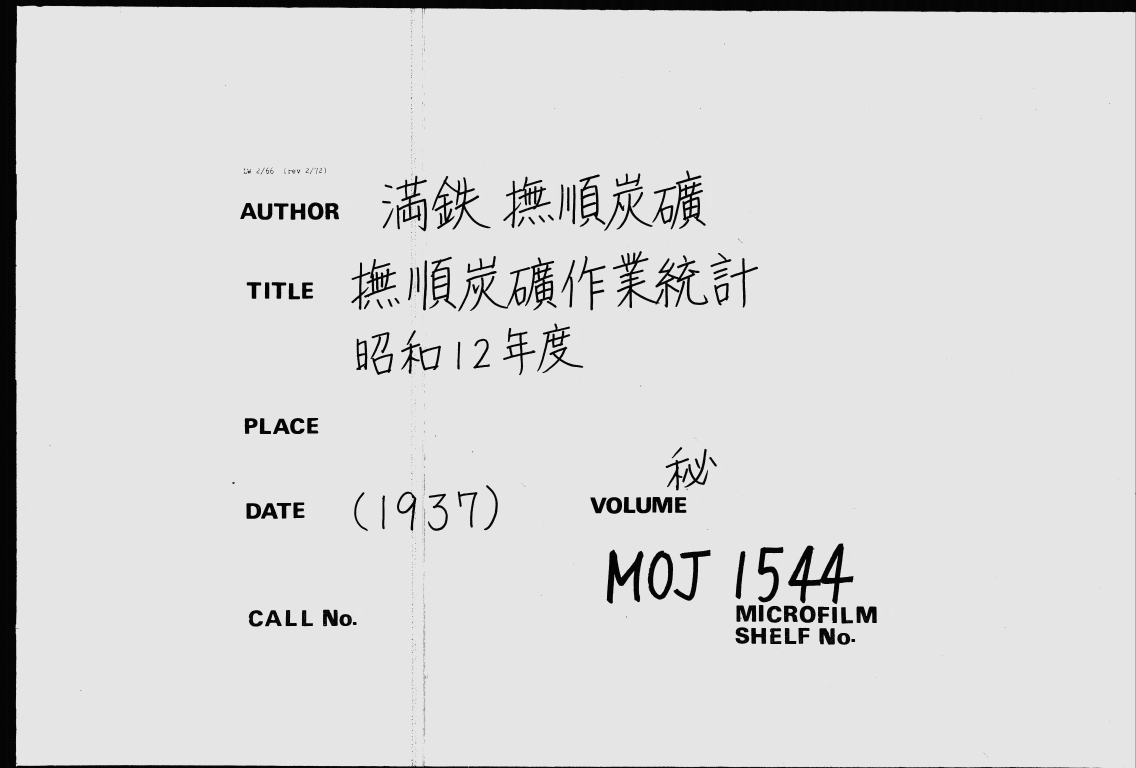 LW 2/66 (rev 2/72)
AUTHOR 満鉄 撫順炭礦
TITLE 撫順炭礦作業統計
昭和12年度
PLACE
秘
DATE (1937) VOLUME
MOJ 1544
CALL No. MICROFILM
SHELF No.